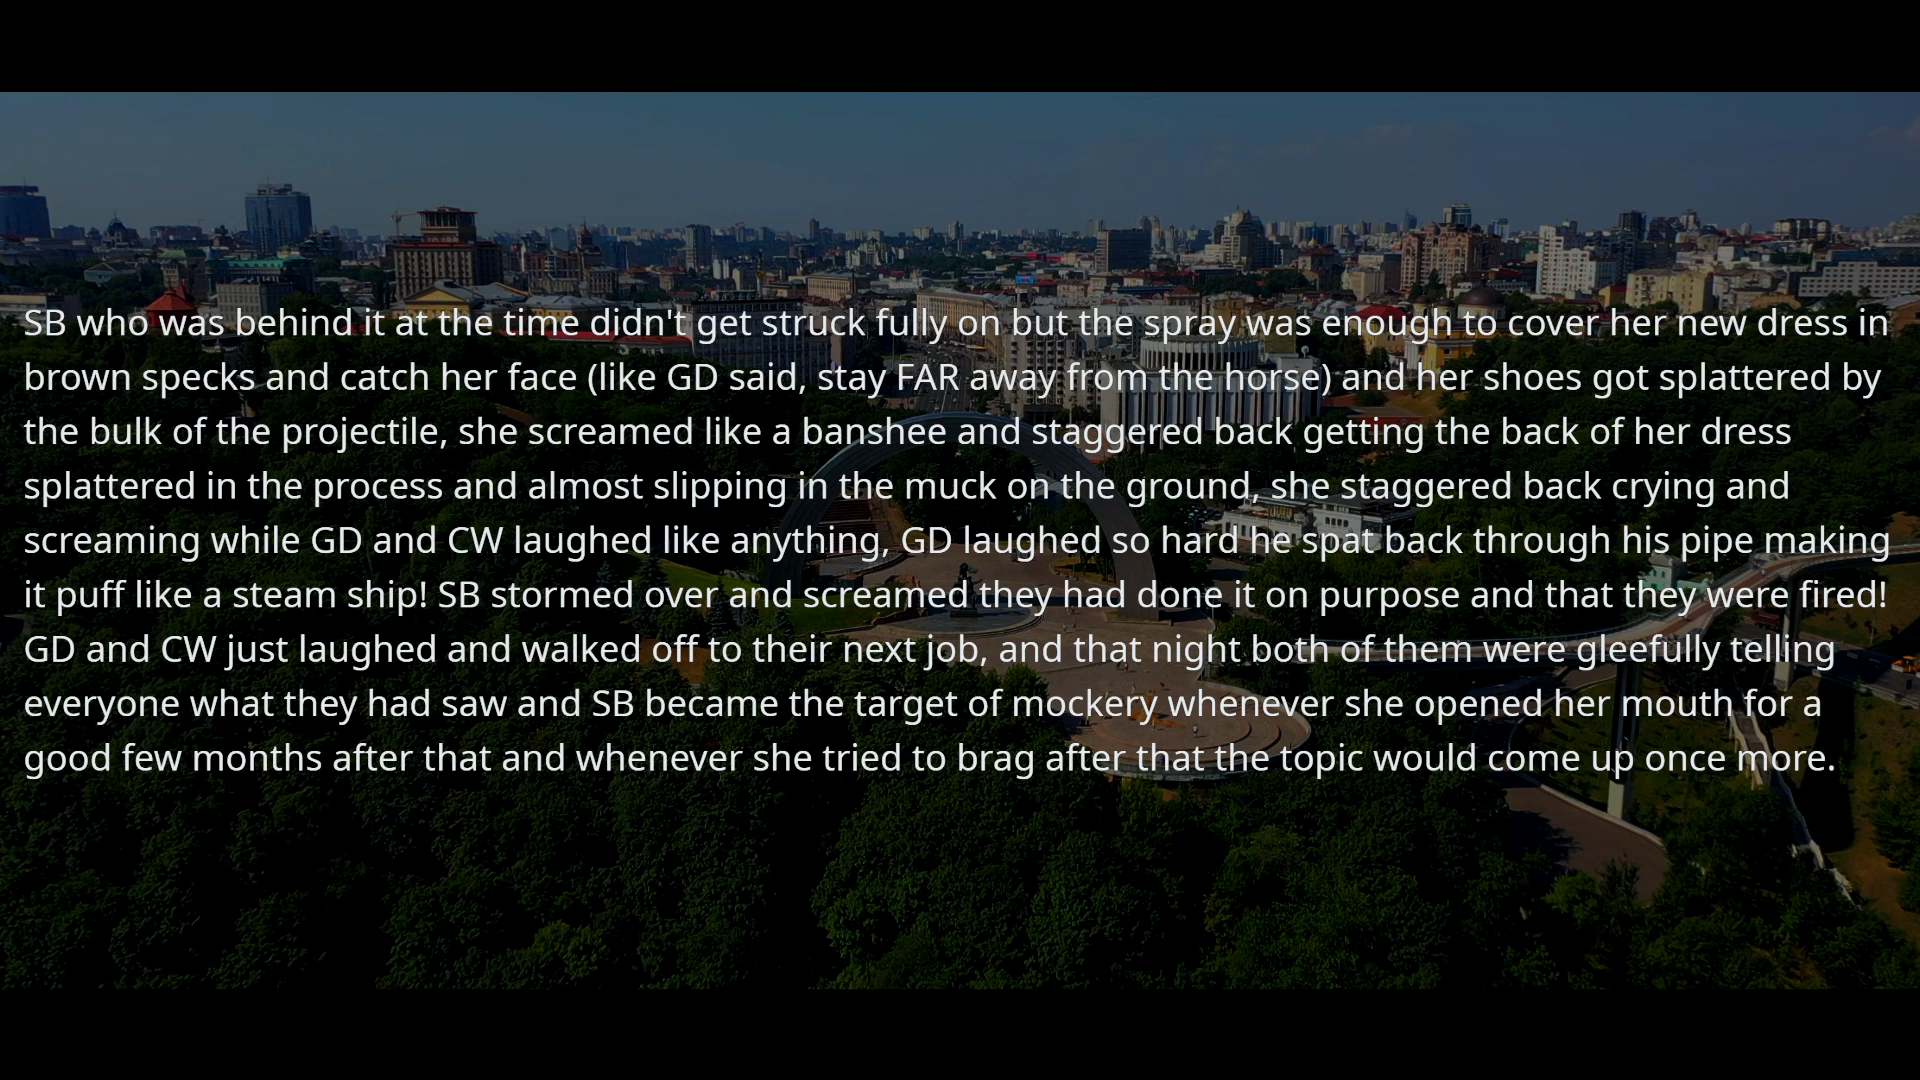 SB who was behind it at the time didn't get struck fully on but the spray was enough to cover her new dress in
brown specks and catch her face (like GD said, stay FAR away from the horse) and her shoes got splattered by
the bulk of the projectile, she screamed like a banshee and staggered back getting the back of her dress
splattered in the process and almost slipping in the muck on the ground, she staggered back crying and
screaming while GD and CW laughed like anything, GD laughed so hard he spat back through his pipe making
it puff like a steam ship! SB stormed over and screamed they had done it on purpose and that they were fired!
GD and CW just laughed and walked off to their next job, and that night both of them were gleefully telling
everyone what they had saw and SB became the target of mockery whenever she opened her mouth for a
good few months after that and whenever she tried to brag after that the topic would come up once more.